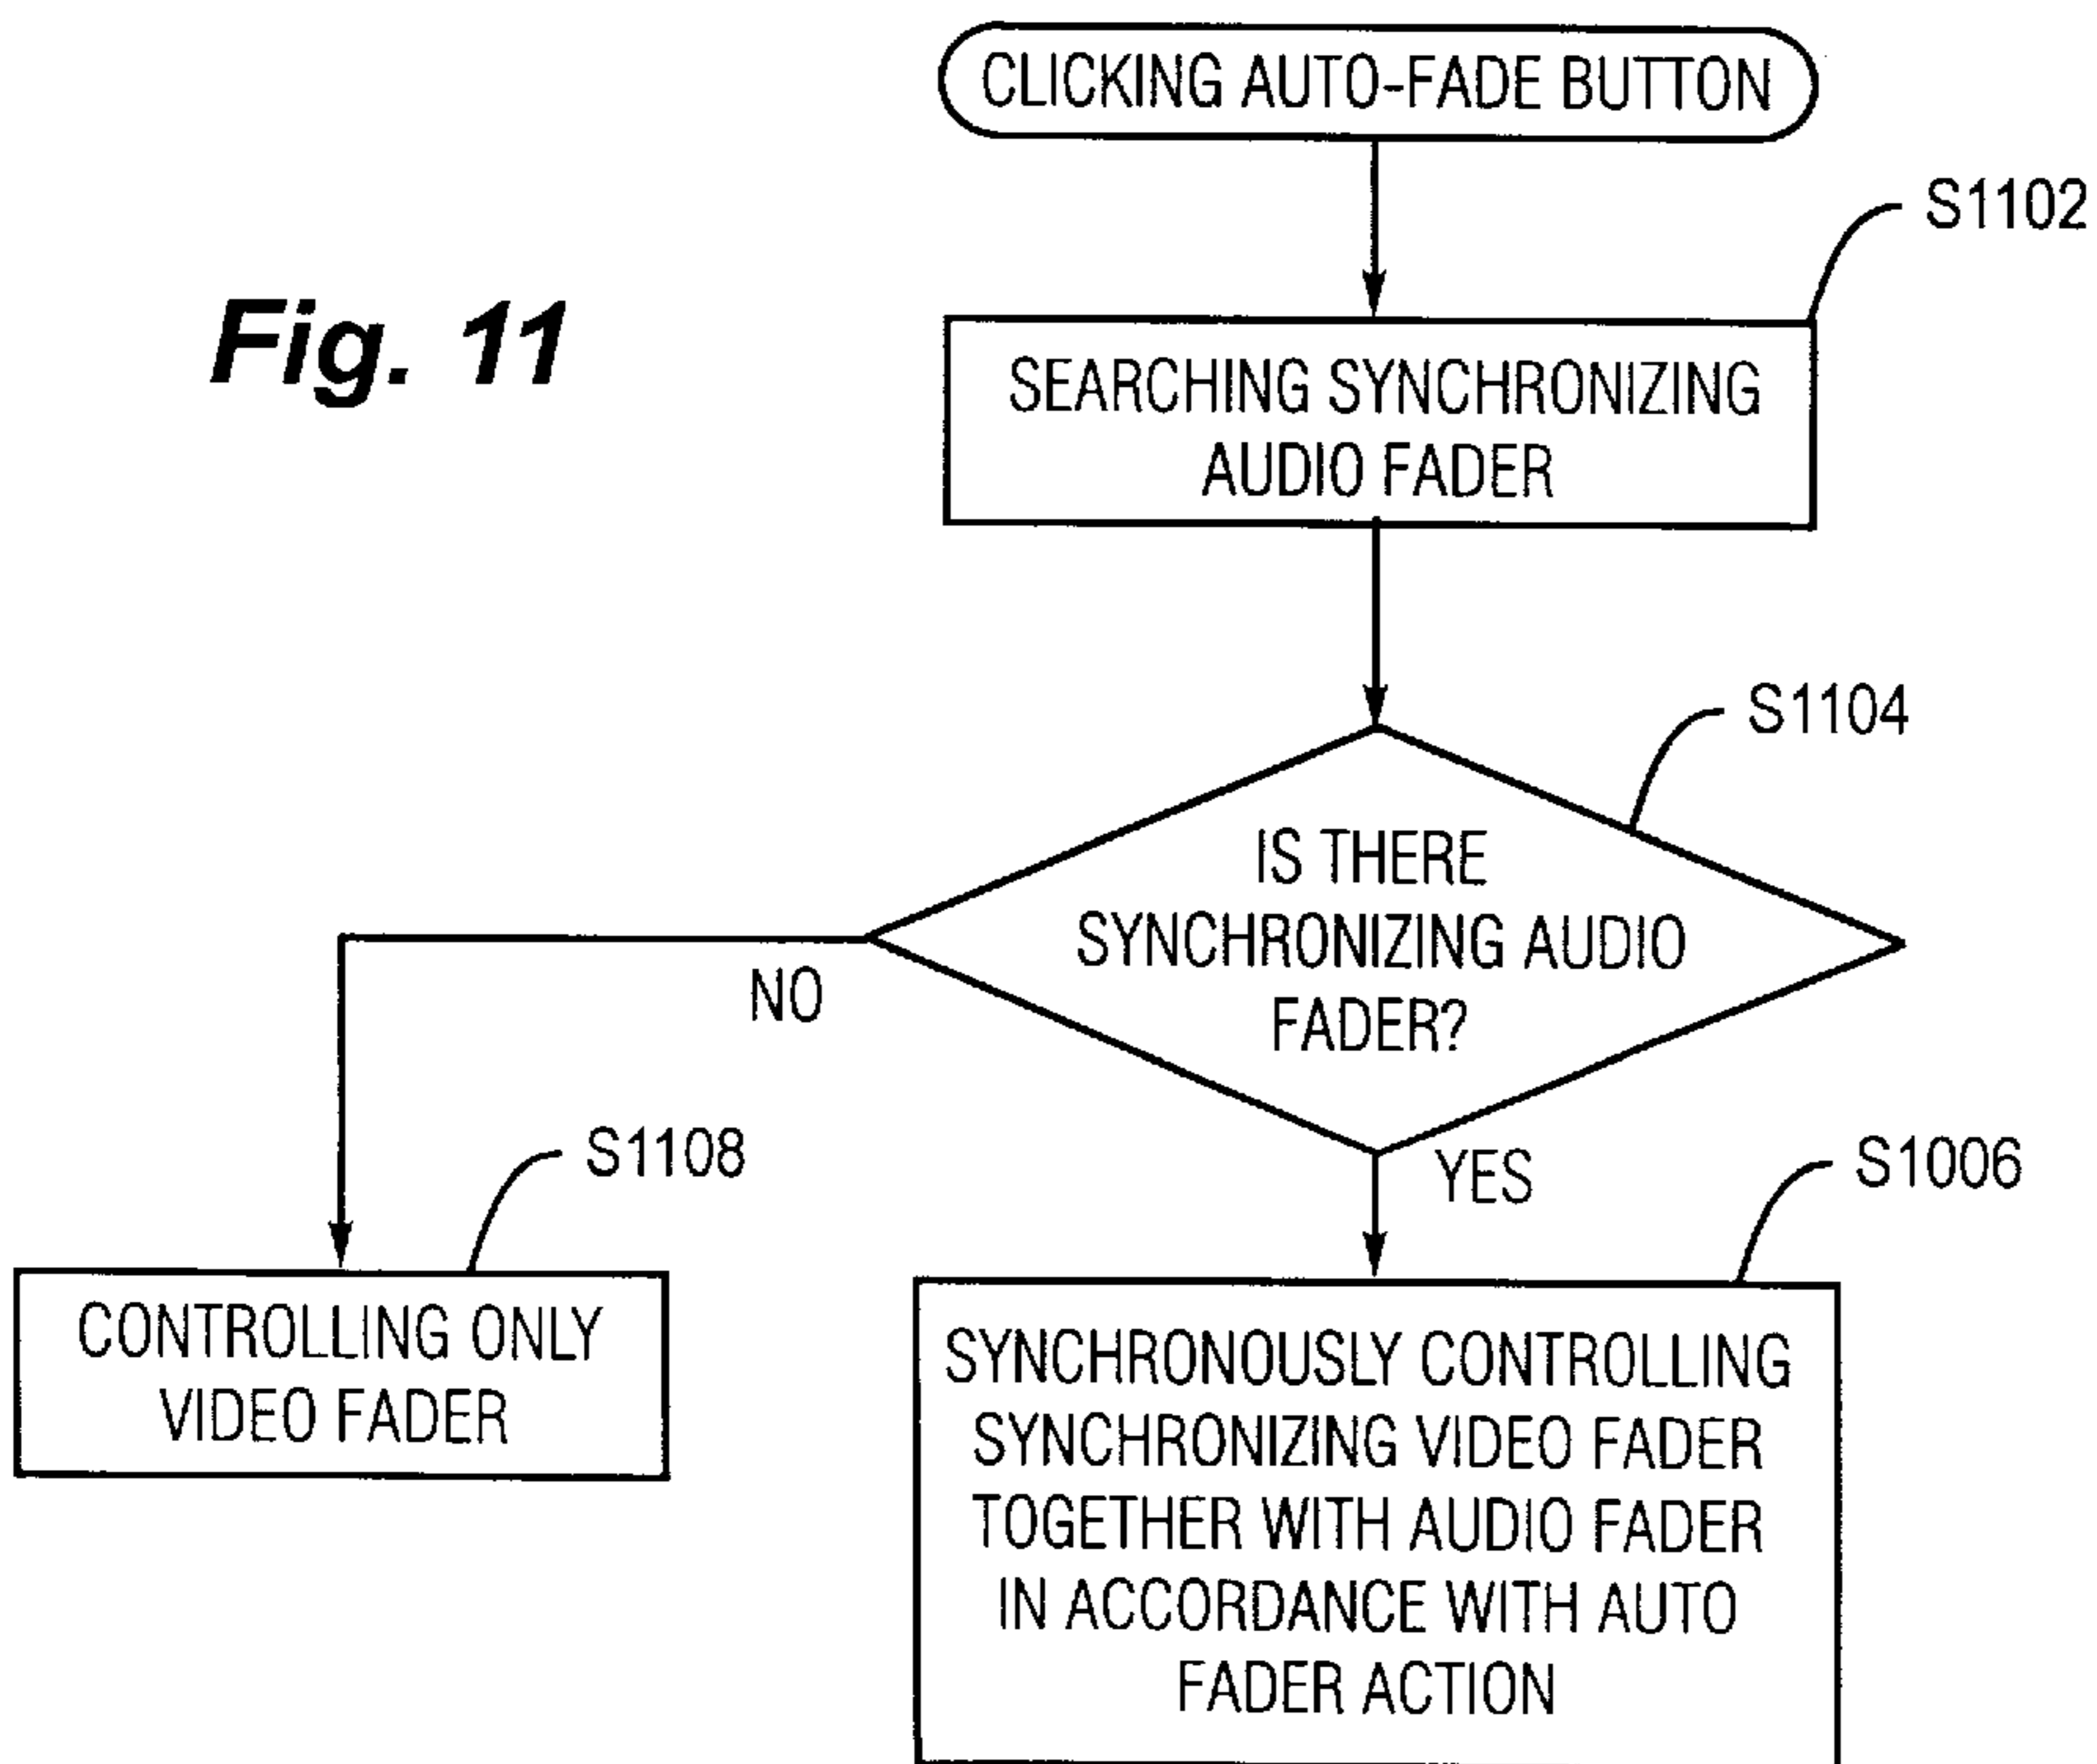 CLICKING AUTO-FADE BUTTON
S1102
Fig. 11
SEARCHING SYNCHRONIZING
AUDIO FADER
S1104
IS THERE
SYNCHRONIZING AUDIO
FADER?
NO
YES
S1108
S1006
CONTROLLING ONLY
VIDEO FADER
SYNCHRONOUSLY CONTROLLING
SYNCHRONIZING VIDEO FADER
TOGETHER WITH AUDIO FADER
IN ACCORDANCE WITH AUTO
FADER ACTION